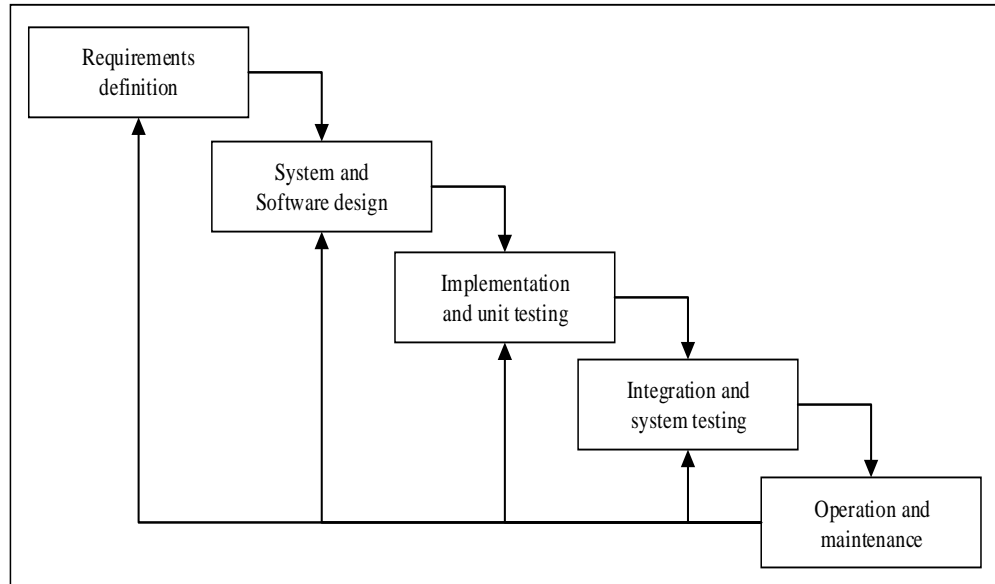 Requirements
definition
System and
Software design
Implementation
and unit testing
Integration and
system testing
Operation and
maintenance